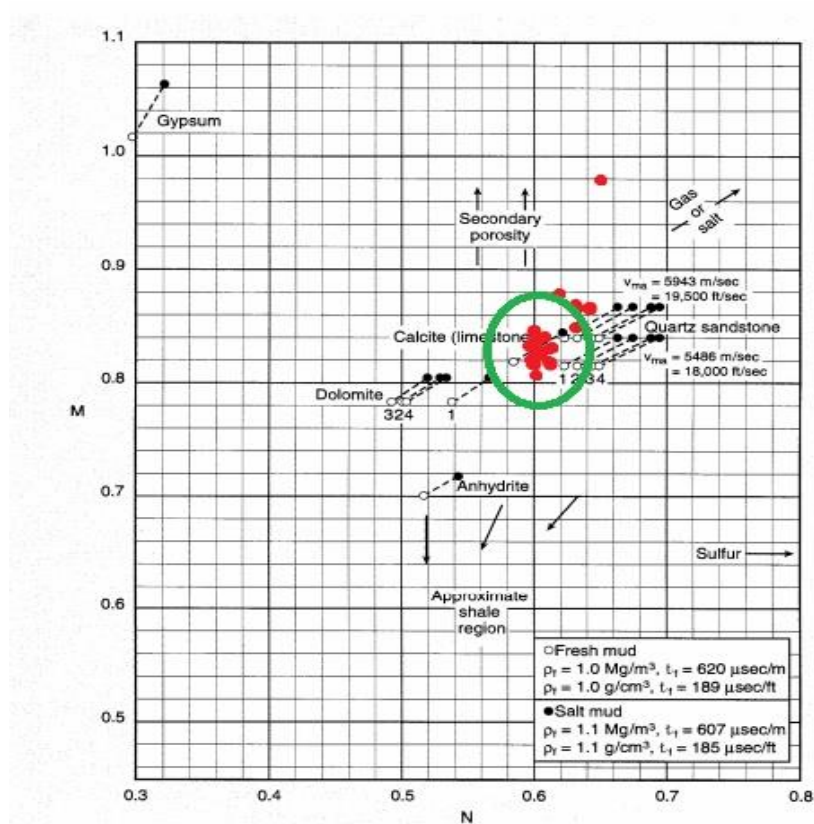 1.1
Gypsum
1.0
Gas
or
salt
Secondary
porosity
0.9
v_ma = 5943 m/sec
= 19,500 ft/sec
Calcite (limestone
Quartz sandstone
v_ma = 5486 m/sec
= 18,000 ft/sec
0.8
Dolomite
324
1
1
34
M
0.7
Anhydrite
Sulfur
0.6
Approximate
shale
region
Fresh mud
ρf = 1.0 Mg/m³, tf = 620 μsec/m
ρf = 1.0 g/cm³, tf = 189 μsec/ft
0.5
Salt mud
ρf = 1.1 Mg/m³, tf = 607 μsec/m
ρf = 1.1 g/cm³, tf = 185 μsec/ft
0.3 0.4 0.5 0.6 0.7 0.8
N